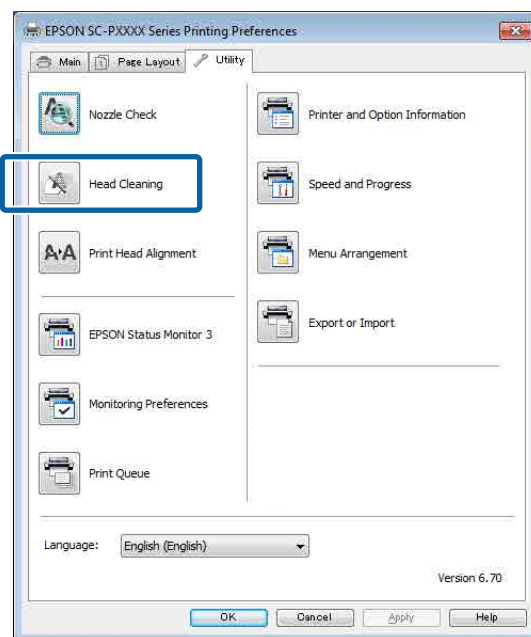 EPSON SC-PXXXX Series Printing Preferences
Main
Page Layout
Utility
Nozzle Check
Head Cleaning
Print Head Alignment
EPSON Status Monitor 3
Monitoring Preferences
Print Queue
Printer and Option Information
Speed and Progress
Menu Arrangement
Export or Import
Language: English (English)
Version 6.70
OK Cancel Apply Help